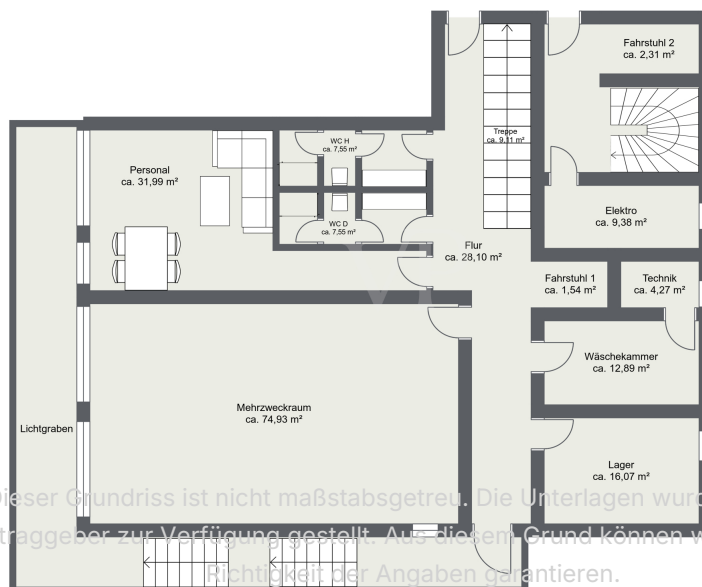 Fahrstuhl 2
ca. 2,31 m²
WC H
ca. 7,55 m²
Treppe
ca. 9,11 m²
Personal
ca. 31,99 m²
WC D
ca. 7,55 m²
Elektro
ca. 9,38 m²
Flur
ca. 28,10 m²
Fahrstuhl 1
ca. 1,54 m²
Technik
ca. 4,27 m²
Wäschekammer
ca. 12,89 m²
Mehrzweckraum
ca. 74,93 m²
Lichtgraben
Lager
ca. 16,07 m²
Dieser Grundriss ist nicht maßstabsgetreu. Die Unterlagen wurd
traggeber zur Verfügung gestellt. Aus diesem Grund können w
Richtigkeit der Angaben garantieren.